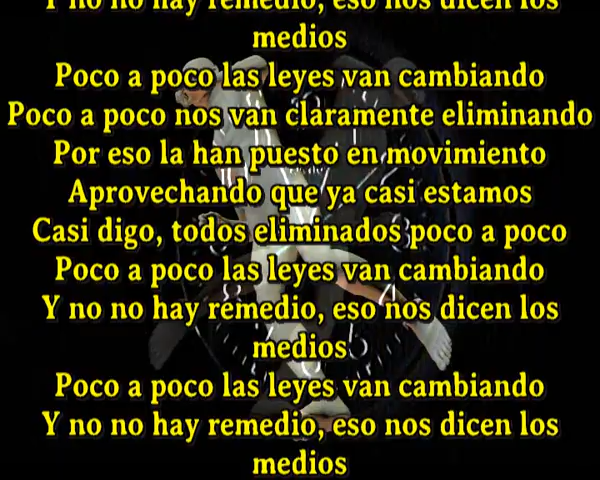 Y no no hay remedio, eso nos dicen los
medios
Poco a poco las leyes van cambiando
Poco a poco nos van claramente eliminando
Por eso la han puesto en movimiento
Aprovechando que ya casi estamos
Casi digo, todos eliminados poco a poco
Poco a poco las leyes van cambiando
Y no no hay remedio, eso nos dicen los
medios
Poco a poco las leyes van cambiando
Y no no hay remedio, eso nos dicen los
medios